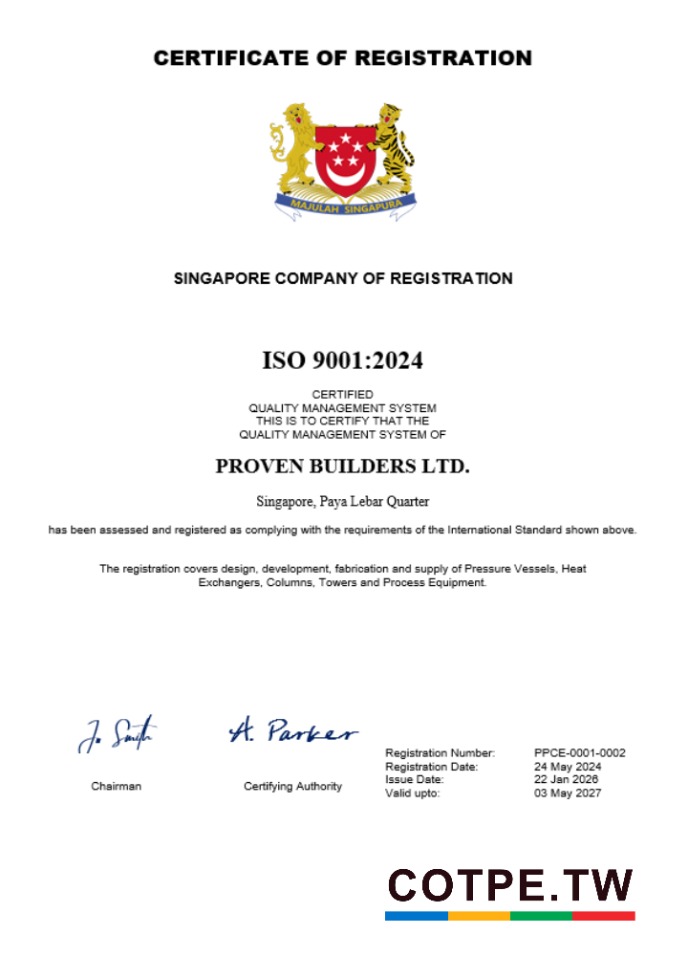 CERTIFICATE OF REGISTRATION
MAJULAH SINGAPURA
SINGAPORE COMPANY OF REGISTRATION
ISO 9001:2024
CERTIFIED
QUALITY MANAGEMENT SYSTEM
THIS IS TO CERTIFY THAT THE
QUALITY MANAGEMENT SYSTEM OF
PROVEN BUILDERS LTD.
Singapore, Paya Lebar Quarter
has been assessed and registered as complying with the requirements of the International Standard shown above.
The registration covers design, development, fabrication and supply of Pressure Vessels, Heat
Exchangers, Columns, Towers and Process Equipment.
Jo Smith
A. Parker
Chairman
Certifying Authority
Registration Number: PPCE-0001-0002
Registration Date: 24 May 2024
Issue Date: 22 Jan 2026
Valid upto: 03 May 2027
COTPE.TW